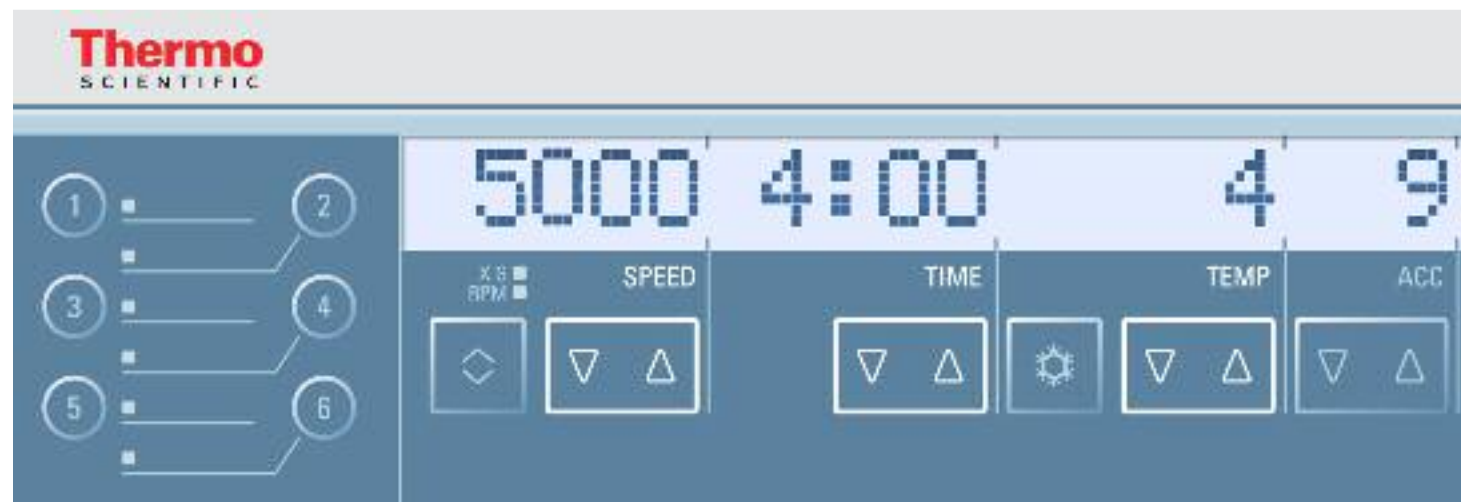 Thermo
SCIENTIFIC
5000 4:00 4 9
X G
RPM
SPEED TIME TEMP ACC
1 2
3 4
5 6